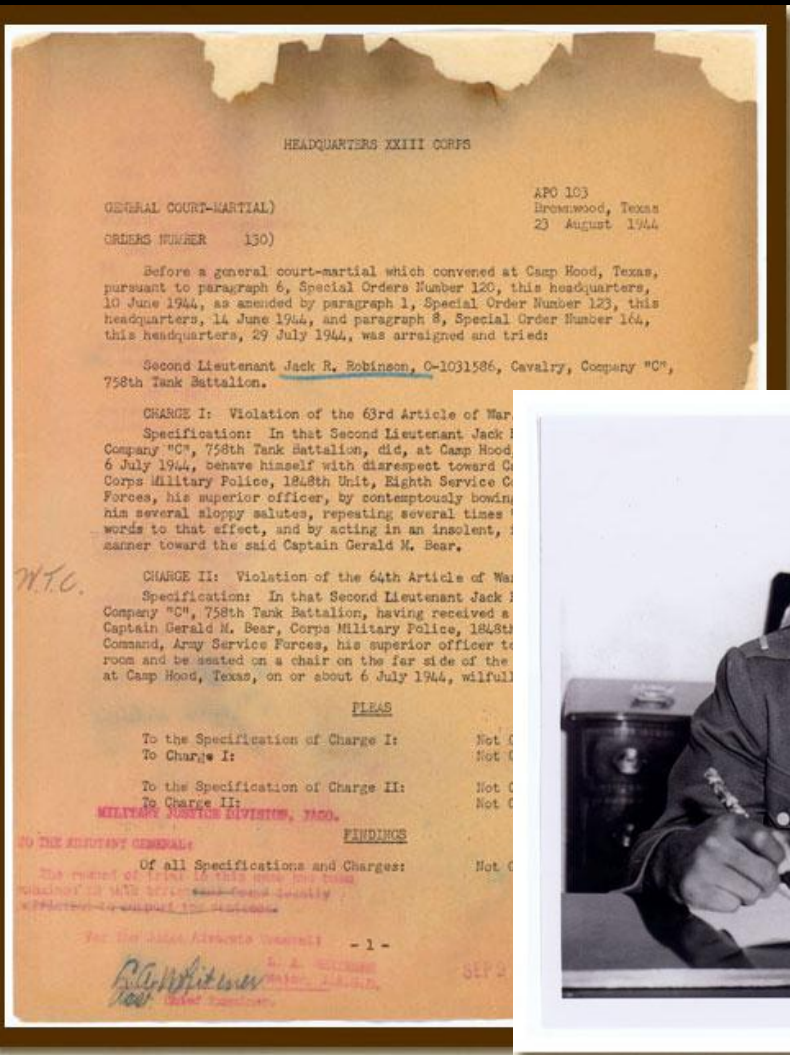 HEADQUARTERS XXIII CORPS
APO 103
GENERAL COURT-MARTIAL)
Brownwood, Texas
23 August 1944
ORDERS NUMBER 130)
Before a general court-martial which convened at Camp Hood, Texas,
pursuant to paragraph 6, Special Orders Number 120, this headquarters,
10 June 1944, as amended by paragraph 1, Special Order Number 123, this
headquarters, 14 June 1944, and paragraph 8, Special Order Number 164,
this headquarters, 29 July 1944, was arraigned and tried:
Second Lieutenant Jack R. Robinson, O-1031586, Cavalry, Company "C",
758th Tank Battalion.
CHARGE I: Violation of the 63rd Article of War.
Specification: In that Second Lieutenant Jack
Company "C", 758th Tank Battalion, did, at Camp Hood
6 July 1944, behave himself with disrespect toward
Corps Military Police, 1848th Unit, Eighth Service
Forces, his superior officer, by contemptously bowing
him several sloppy salutes, repeating several times
words to that effect, and by acting in an insolent,
manner toward the said Captain Gerald M. Bear.
W.T.C.
CHARGE II: Violation of the 64th Article of
Specification: In that Second Lieutenant Jack
Company "C", 758th Tank Battalion, having received a
Captain Gerald M. Bear, Corps Military Police, 1848th
Command, Army Service Forces, his superior officer
room and be seated on a chair on the far side of the
at Camp Hood, Texas, on or about 6 July 1944,
PLEAS
To the Specification of Charge I: Not
To Charge I: Not
To the Specification of Charge II: Not
To Charge II: Not
MILITARY JUSTICE DIVISION, JAGO.
FINDINGS
TO THE ADJUTANT GENERAL:
Of all Specifications and Charges: Not
The record of trial in this case has been
For the Judge Advocate General:
- 1 -
Chief Examiner.
SEP